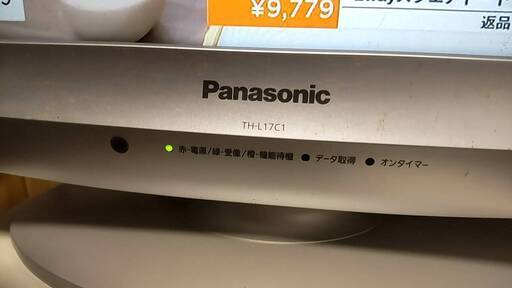 ¥9,779
返品
Panasonic
TH-L17C1
赤-電源/緑-受像/橙-機能待機 ● データ取得 ● オンタイマー